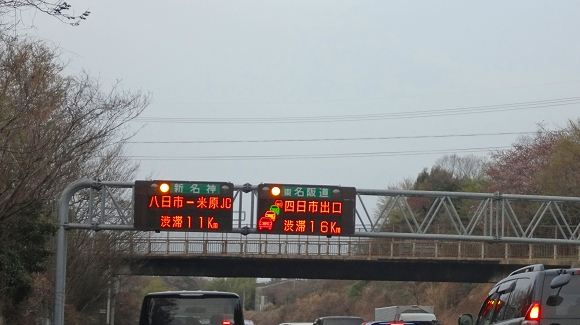 新名神
八日市－米原JC
渋滞11Km
東名阪道
四日市出口
渋滞16Km